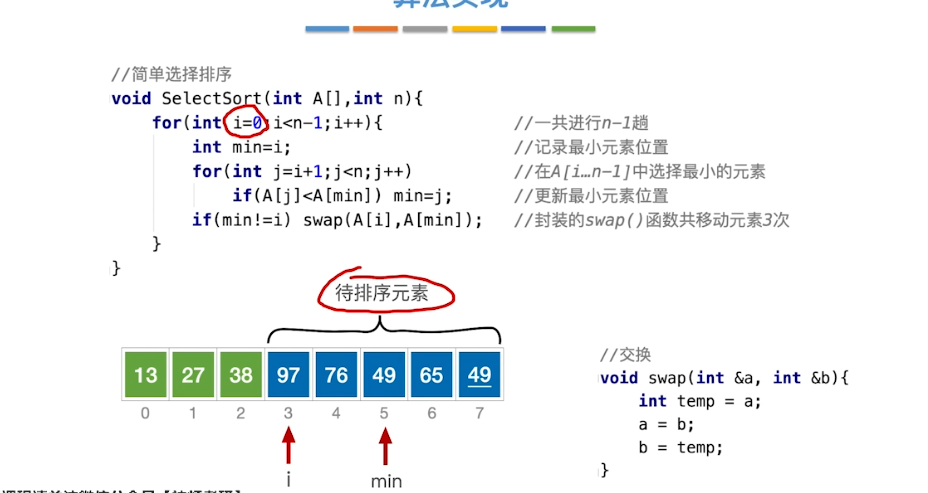 算法实现
//简单选择排序
void SelectSort(int A[],int n){
for(int i=0;i<n-1;i++){ //一共进行n-1趟
int min=i; //记录最小元素位置
for(int j=i+1;j<n;j++) //在A[i…n-1]中选择最小的元素
if(A[j]<A[min]) min=j; //更新最小元素位置
if(min!=i) swap(A[i],A[min]); //封装的swap()函数共移动元素3次
}
}
待排序元素
13 27 38 97 76 49 65 49
0 1 2 3 4 5 6 7
i min
//交换
void swap(int &a, int &b){
int temp = a;
a = b;
b = temp;
}